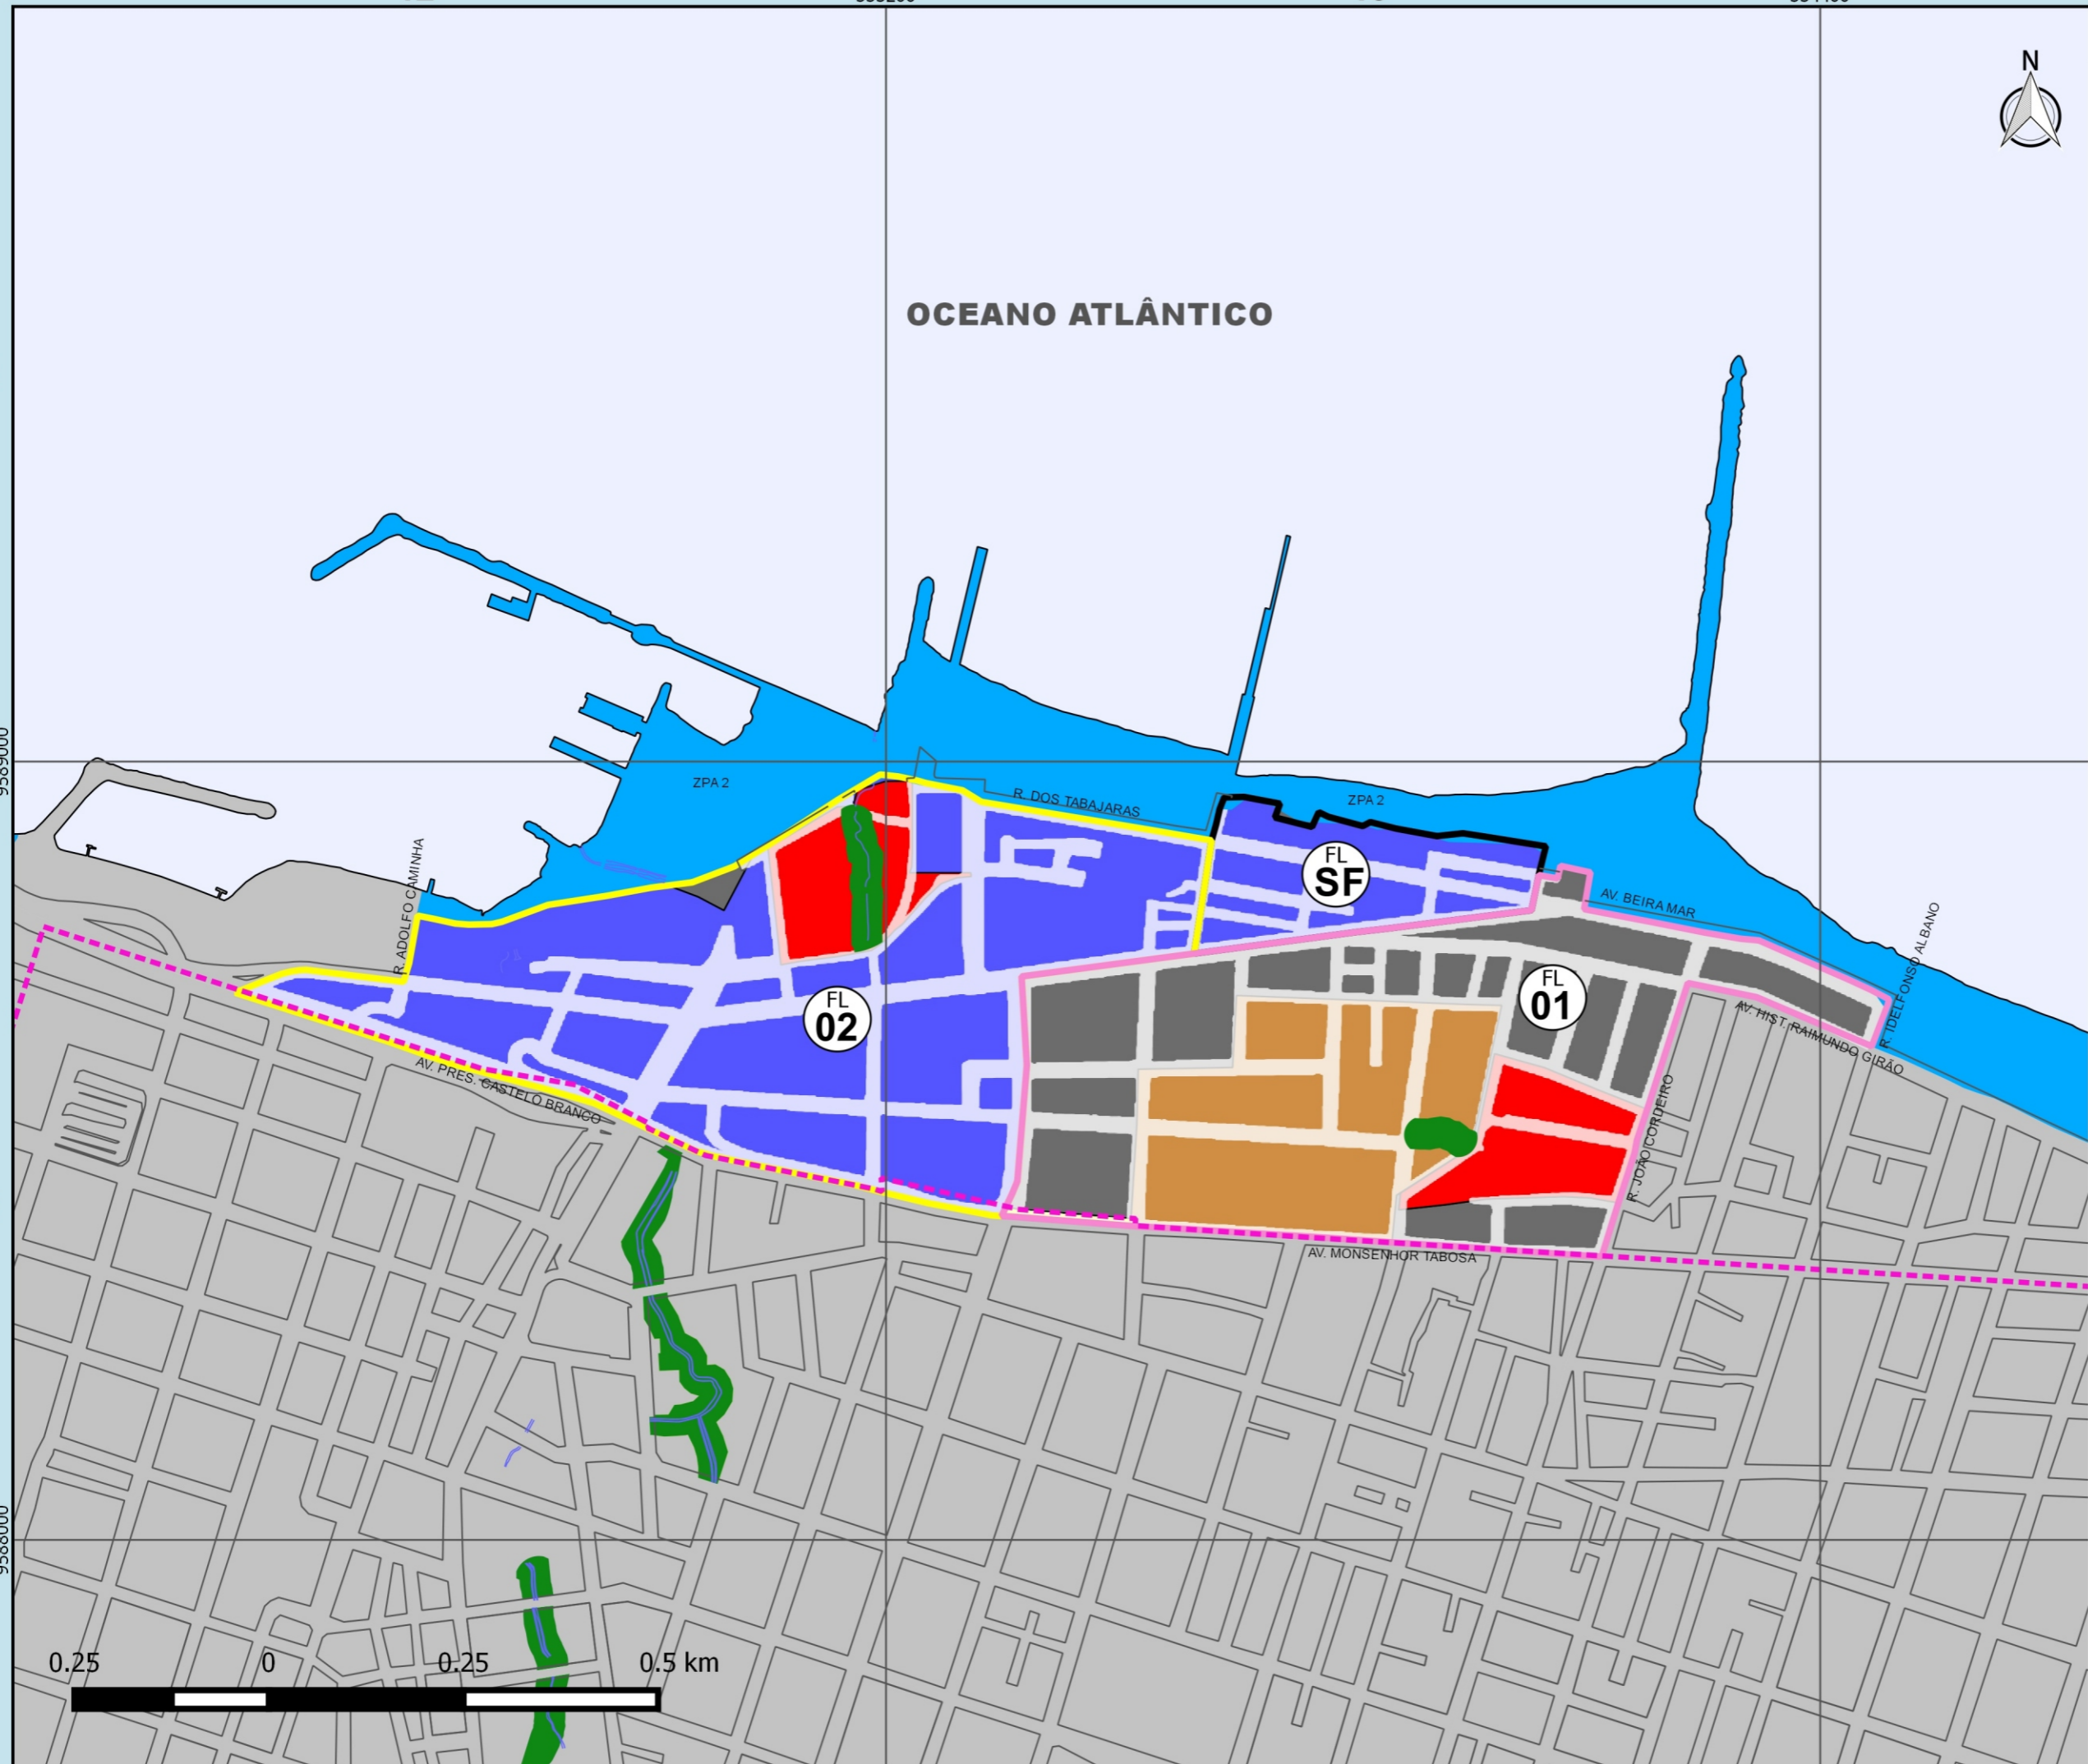 N
OCEANO ATLÂNTICO
9589000
ZPA 2
R. DOS TABAJARAS
ZPA 2
FL
SF
R. ADOLFO CAMINHA
AV. BEIRA MAR
R. IDELFONSO ALBANO
FL
01
FL
02
AV. HIST. RAIMUNDO GIRÃO
AV. PRES. CASTELO BRANCO
R. JOÃO CORDEIRO
AV. MONSENHOR TABOSA
9588000
0.25 0 0.25 0.5 km